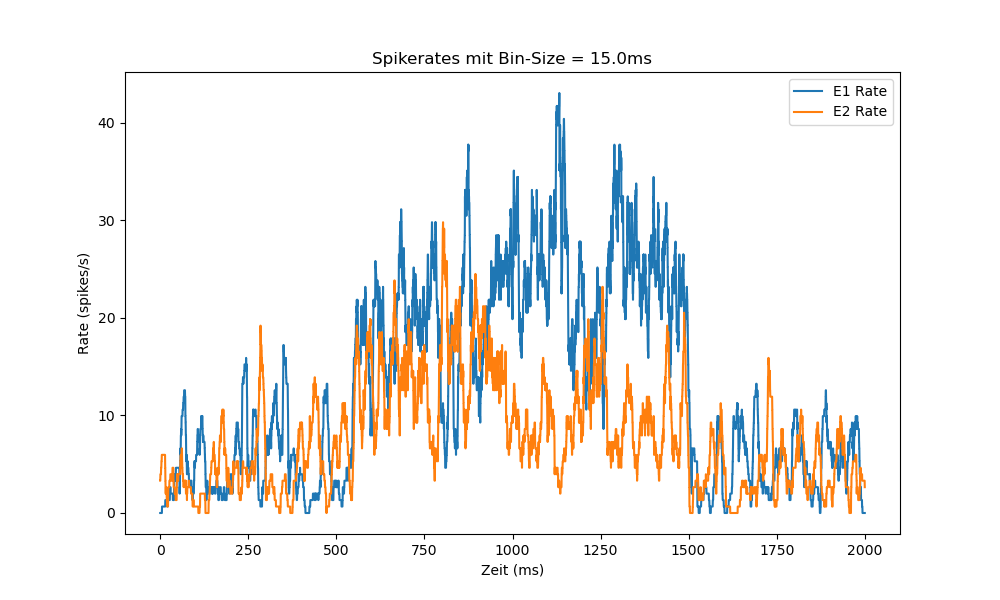 Spikerates mit Bin-Size = 15.0ms
E1 Rate
E2 Rate
Rate (spikes/s)
40
30
20
10
0
0 250 500 750 1000 1250 1500 1750 2000
Zeit (ms)